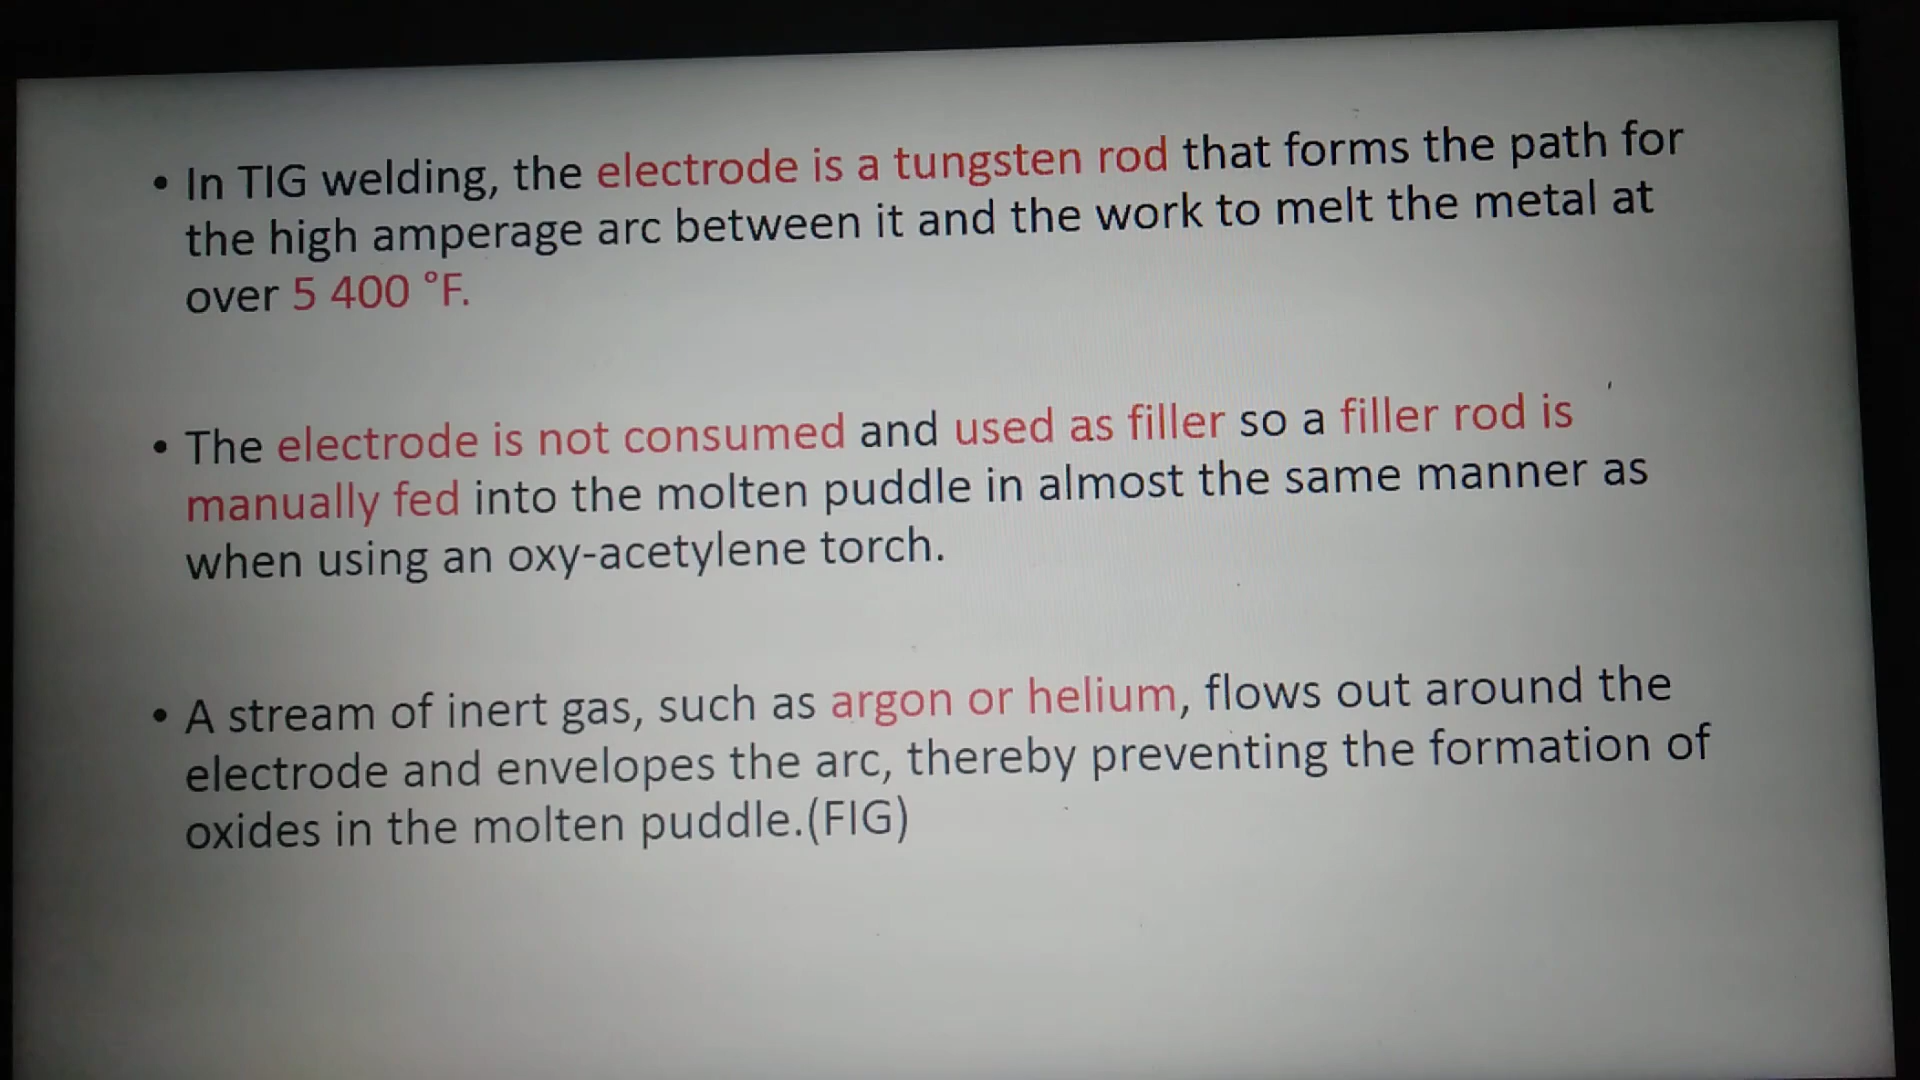 • In TIG welding, the electrode is a tungsten rod that forms the path for
the high amperage arc between it and the work to melt the metal at
over 5 400 °F.
• The electrode is not consumed and used as filler so a filler rod is
manually fed into the molten puddle in almost the same manner as
when using an oxy-acetylene torch.
• A stream of inert gas, such as argon or helium, flows out around the
electrode and envelopes the arc, thereby preventing the formation of
oxides in the molten puddle.(FIG)